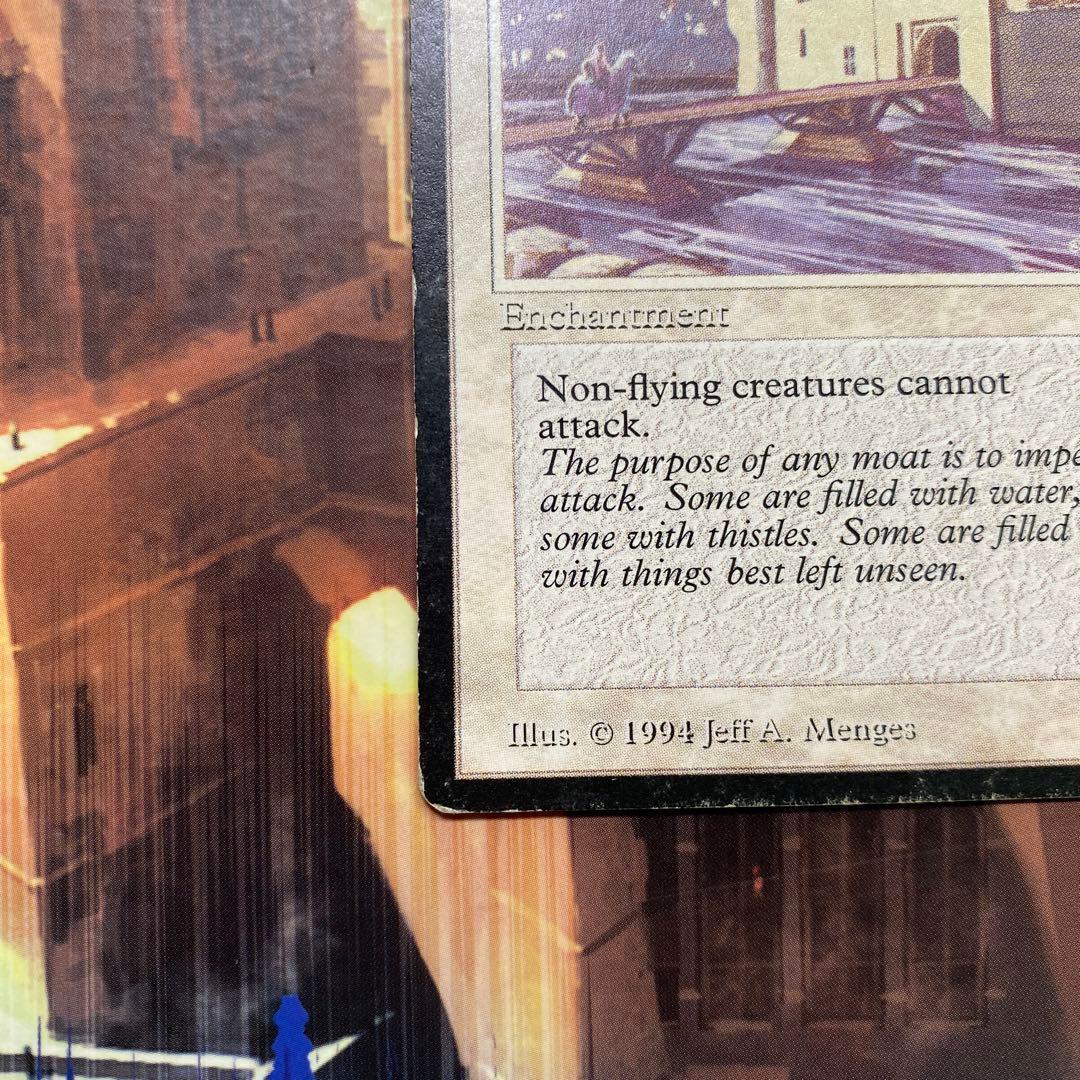 Enchantment
Non-flying creatures cannot
attack.
The purpose of any moat is to impe
attack. Some are filled with water,
some with thistles. Some are filled
with things best left unseen.
Illus. © 1994 Jeff A. Menges